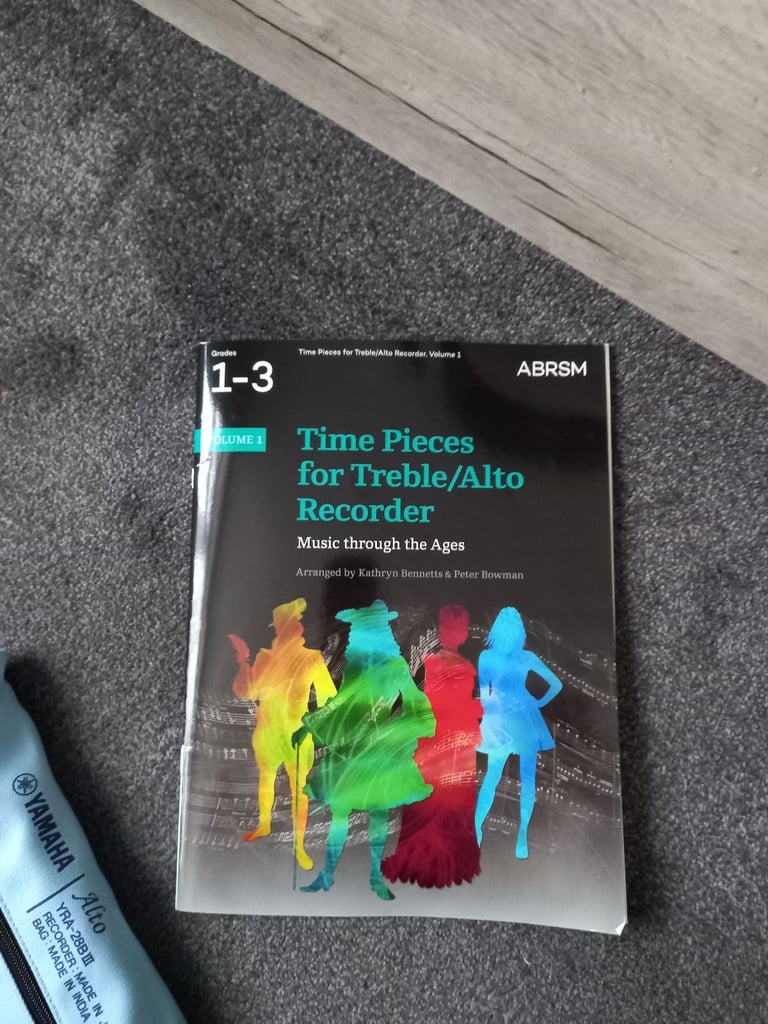 Grades
1–3
Time Pieces for Treble/Alto Recorder, Volume 1
ABRSM
VOLUME 1
Time Pieces
for Treble/Alto
Recorder
Music through the Ages
Arranged by Kathryn Bennetts & Peter Bowman
YAMAHA
Alto
YRA-28BIII
RECORDER : MADE IN
BAG : MADE IN INDIA